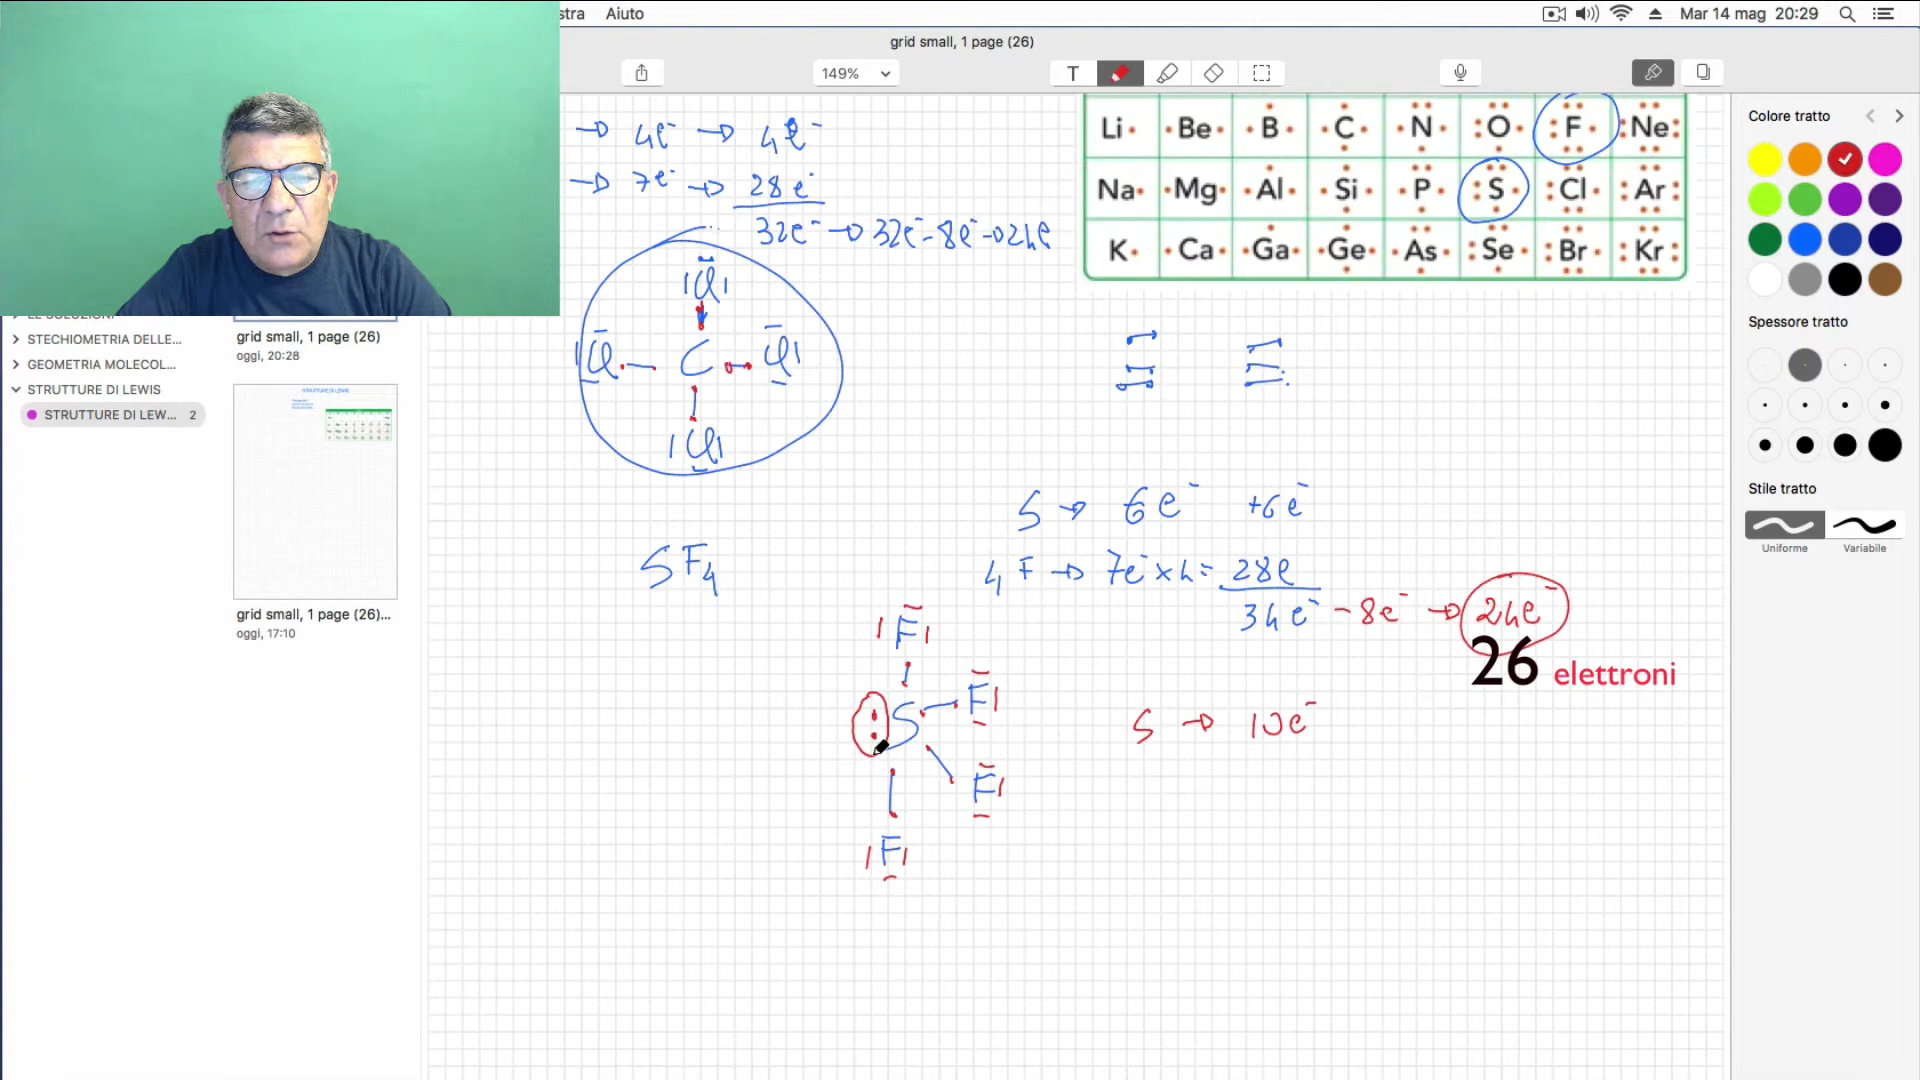 stra Aiuto Mar 14 mag 20:29
grid small, 1 page (26)
149% T
Colore tratto
Spessore tratto
Stile tratto
Uniforme Variabile
STECHIOMETRIA DELLE...
GEOMETRIA MOLECOL...
STRUTTURE DI LEWIS
STRUTTURE DI LEW... 2
grid small, 1 page (26)
oggi, 20:28
grid small, 1 page (26)...
oggi, 17:10
Li Be B C N O F Ne
Na Mg Al Si P S Cl Ar
K Ca Ga Ge As Se Br Kr
→ 4e⁻ → 4e⁻
→ 7e⁻ → 28e⁻
32e⁻ → 32e⁻ - 8e⁻ → 24e
Cl
Cl C Cl
Cl
S → 6e⁻ +6e⁻
SF₄
4 F → 7e⁻ x 4 = 28e
34e⁻ - 8e⁻ → 24e⁻
26 elettroni
F
S F
F
F
S → 10e⁻